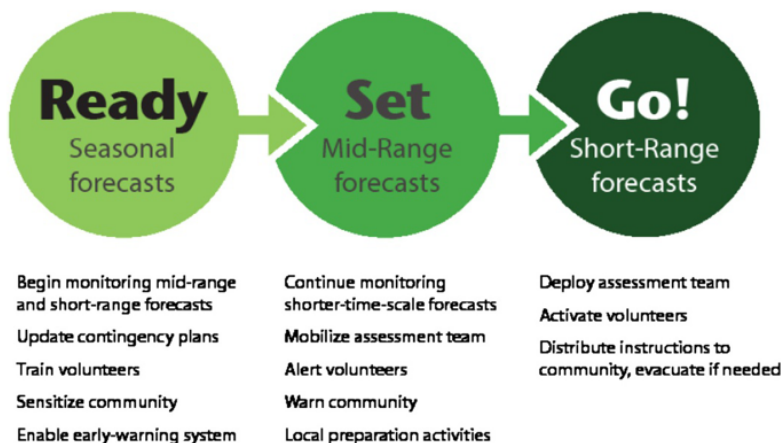 Ready
Seasonal
forecasts
Set
Mid-Range
forecasts
Go!
Short-Range
forecasts
Begin monitoring mid-range
and short-range forecasts
Update contingency plans
Train volunteers
Sensitize community
Enable early-warning system
Continue monitoring
shorter-time-scale forecasts
Mobilize assessment team
Alert volunteers
Warn community
Local preparation activities
Deploy assessment team
Activate volunteers
Distribute instructions to
community, evacuate if needed